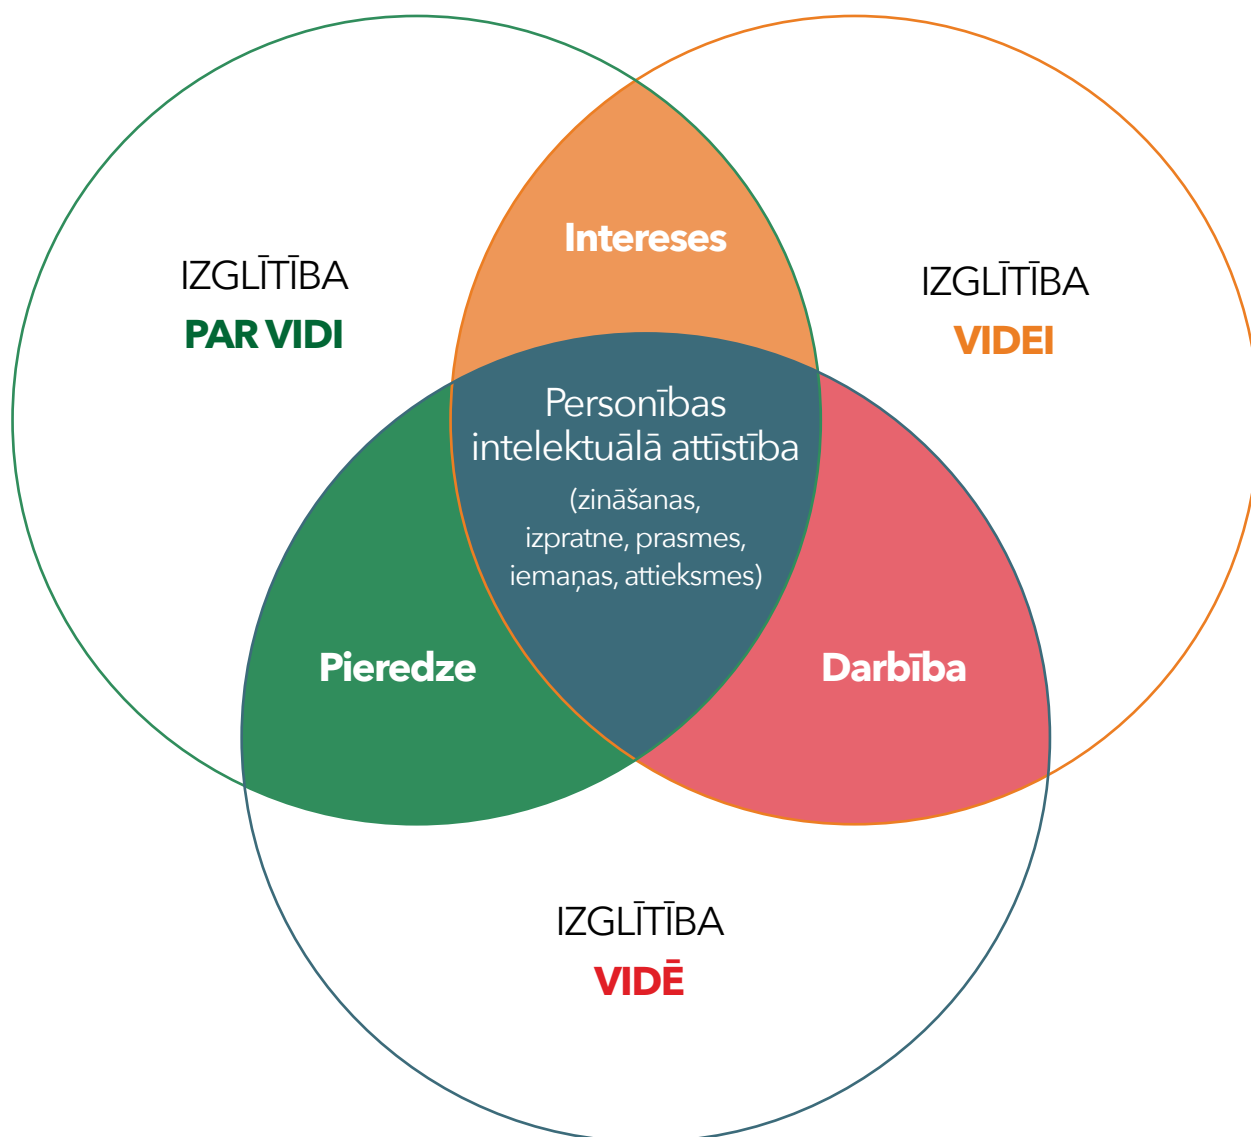 Intereses
IZGLĪTĪBA
PAR VIDI
IZGLĪTĪBA
VIDEI
Personības
intelektuālā attīstība
(zināšanas,
izpratne, prasmes,
iemaņas, attieksmes)
Pieredze
Darbība
IZGLĪTĪBA
VIDĒ